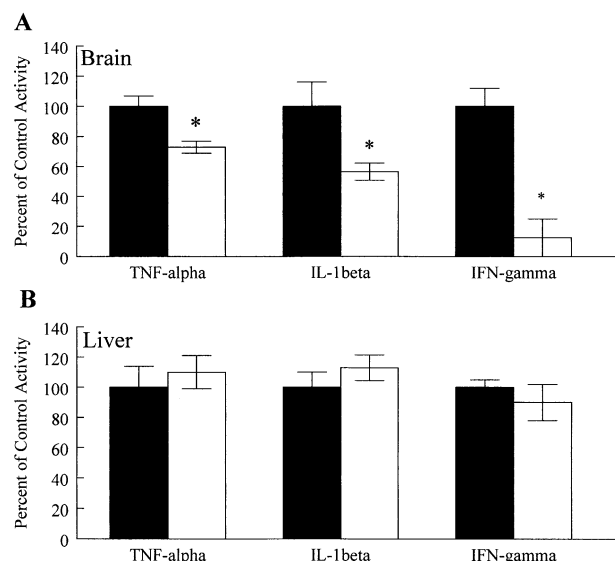 A
Brain
Percent of Control Activity
140
120
100
80
60
40
20
0
*
*
*
TNF-alpha IL-1beta IFN-gamma
B
Liver
Percent of Control Activity
140
120
100
80
60
40
20
0
TNF-alpha IL-1beta IFN-gamma